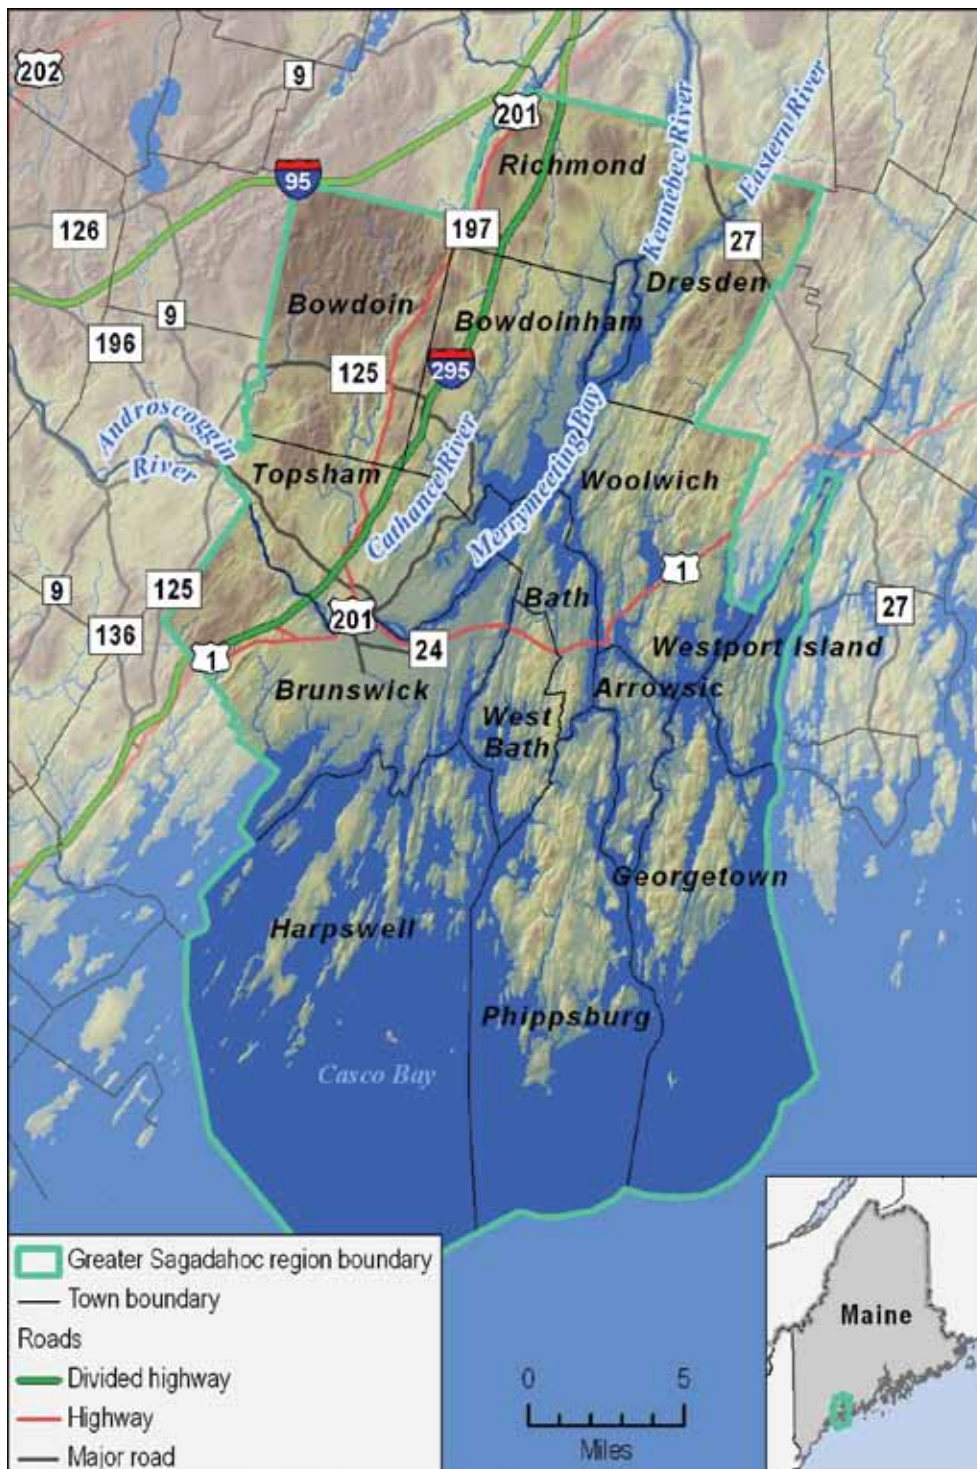 202
9
201
Kennebec River
Eastern River
Richmond
95
126
197
27
Dresden
Bowdoin
Bowdoinham
9
196
125
295
Androscoggin
River
Topsham
Cathance River
Merrymeeting Bay
Woolwich
9
125
136
201
1
Bath
1
27
24
Westport Island
Brunswick
Arrowsic
West
Bath
Georgetown
Harpswell
Phippsburg
Casco Bay
Greater Sagadahoc region boundary
Town boundary
Roads
Divided highway
Highway
Major road
0
5
Miles
Maine